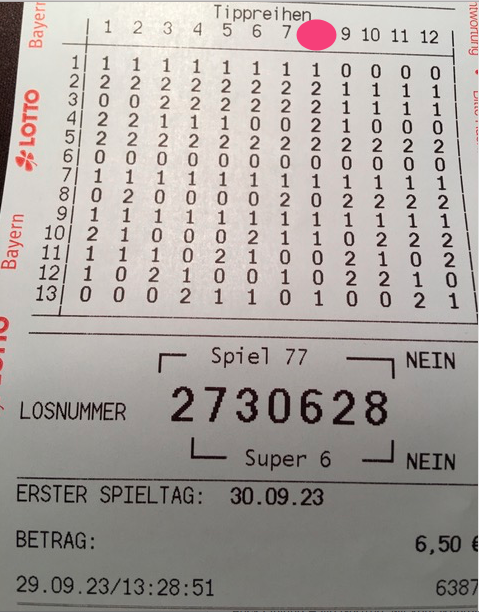 Tippreihen
1 2 3 4 5 6 7 9 10 11 12
1 1 1 1 1 1 1 1 1 0 0 0 0
2 2 2 2 2 2 2 2 2 1 1 1 1
3 0 0 2 2 2 2 2 2 1 1 1 1
4 2 2 1 1 1 0 0 2 1 0 0 0
5 2 2 2 2 2 2 2 2 2 2 2 2
6 0 0 0 0 0 0 0 0 0 0 0 0
7 1 1 1 1 1 1 1 1 1 1 1 1
8 0 2 0 0 0 0 2 0 2 2 2 2
9 1 1 1 1 1 1 1 1 1 1 1 1
10 2 1 0 0 0 2 1 1 0 2 2 2
11 1 1 1 0 2 1 0 0 2 1 0 2
12 1 0 2 1 0 0 1 0 2 2 1 0
13 0 0 0 2 1 1 0 1 0 0 2 1
Bayern
LOTTO
Bayern
Spiel 77 NEIN
LOSNUMMER 2730628
Super 6 NEIN
ERSTER SPIELTAG: 30.09.23
BETRAG: 6,50 €
29.09.23/13:28:51 6387